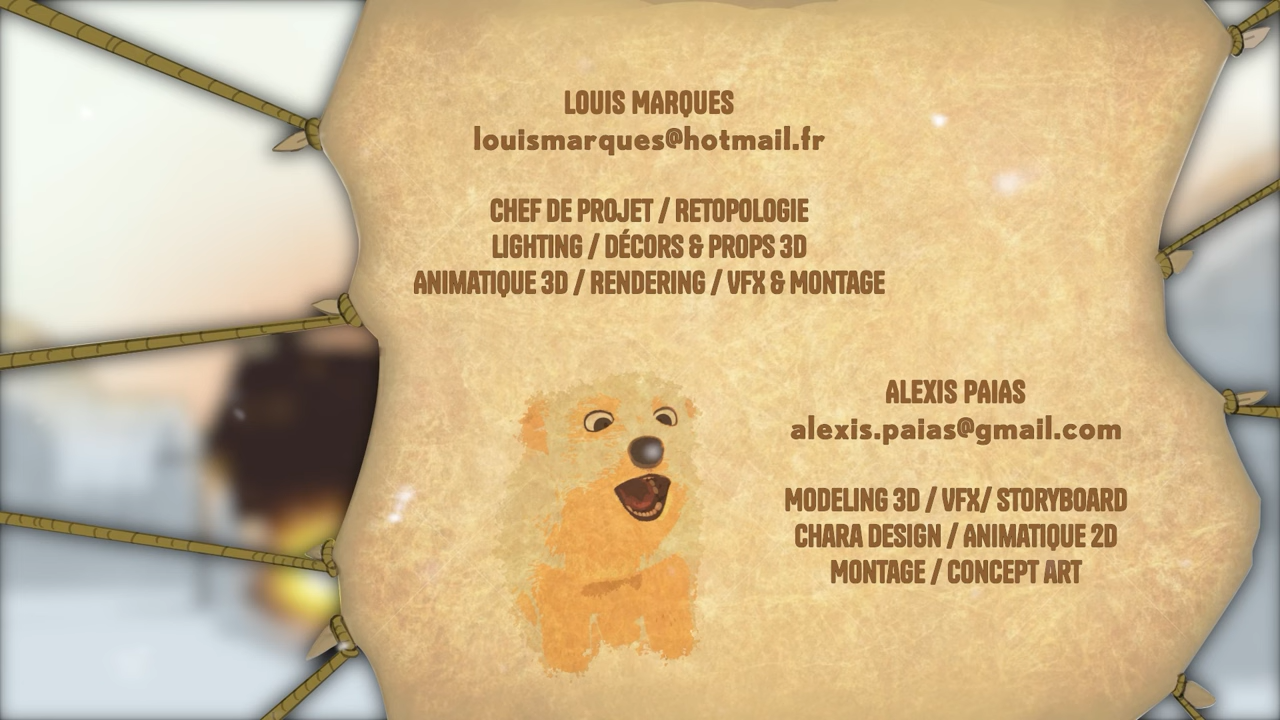 LOUIS MARQUES
louismarques@hotmail.fr
CHEF DE PROJET / RETOPOLOGIE
LIGHTING / DÉCORS & PROPS 3D
ANIMATIQUE 3D / RENDERING / VFX & MONTAGE
ALEXIS PAIAS
alexis.paias@gmail.com
MODELING 3D / VFX/ STORYBOARD
CHARA DESIGN / ANIMATIQUE 2D
MONTAGE / CONCEPT ART